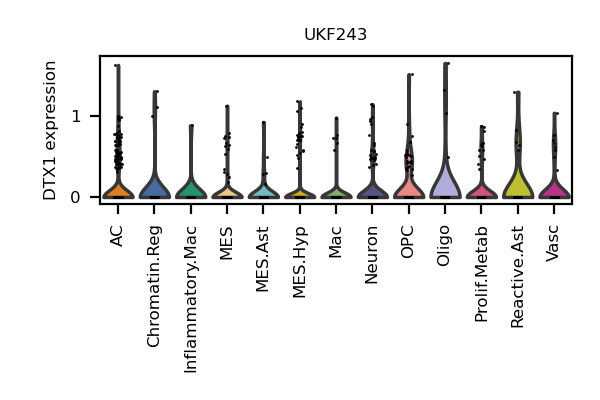 UKF243
DTX1 expression
1
0
AC
Chromatin.Reg
Inflammatory.Mac
MES
MES.Ast
MES.Hyp
Mac
Neuron
OPC
Oligo
Prolif.Metab
Reactive.Ast
Vasc